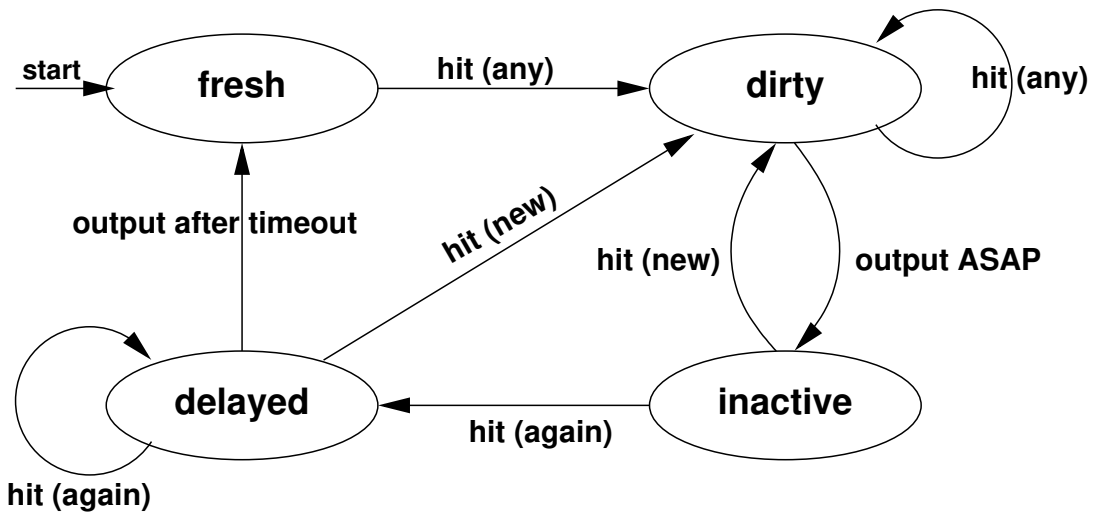 start
fresh
hit (any)
dirty
hit (any)
output after timeout
hit (new)
hit (new)
output ASAP
delayed
hit (again)
inactive
hit (again)